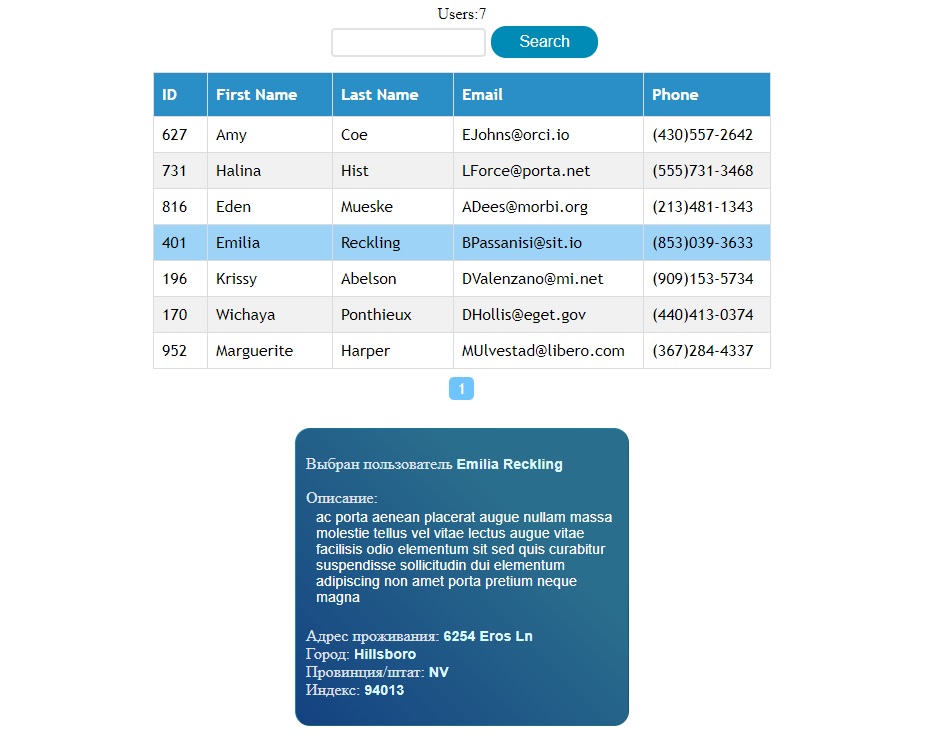 Users:7
Search
ID First Name Last Name Email Phone
627 Amy Coe EJohns@orci.io (430)557-2642
731 Halina Hist LForce@porta.net (555)731-3468
816 Eden Mueske ADees@morbi.org (213)481-1343
401 Emilia Reckling BPassanisi@sit.io (853)039-3633
196 Krissy Abelson DValenzano@mi.net (909)153-5734
170 Wichaya Ponthieux DHollis@eget.gov (440)413-0374
952 Marguerite Harper MUlvestad@libero.com (367)284-4337
1
Выбран пользователь Emilia Reckling
Описание:
ac porta aenean placerat augue nullam massa
molestie tellus vel vitae lectus augue vitae
facilisis odio elementum sit sed quis curabitur
suspendisse sollicitudin dui elementum
adipiscing non amet porta pretium neque
magna
Адрес проживания: 6254 Eros Ln
Город: Hillsboro
Провинция/штат: NV
Индекс: 94013